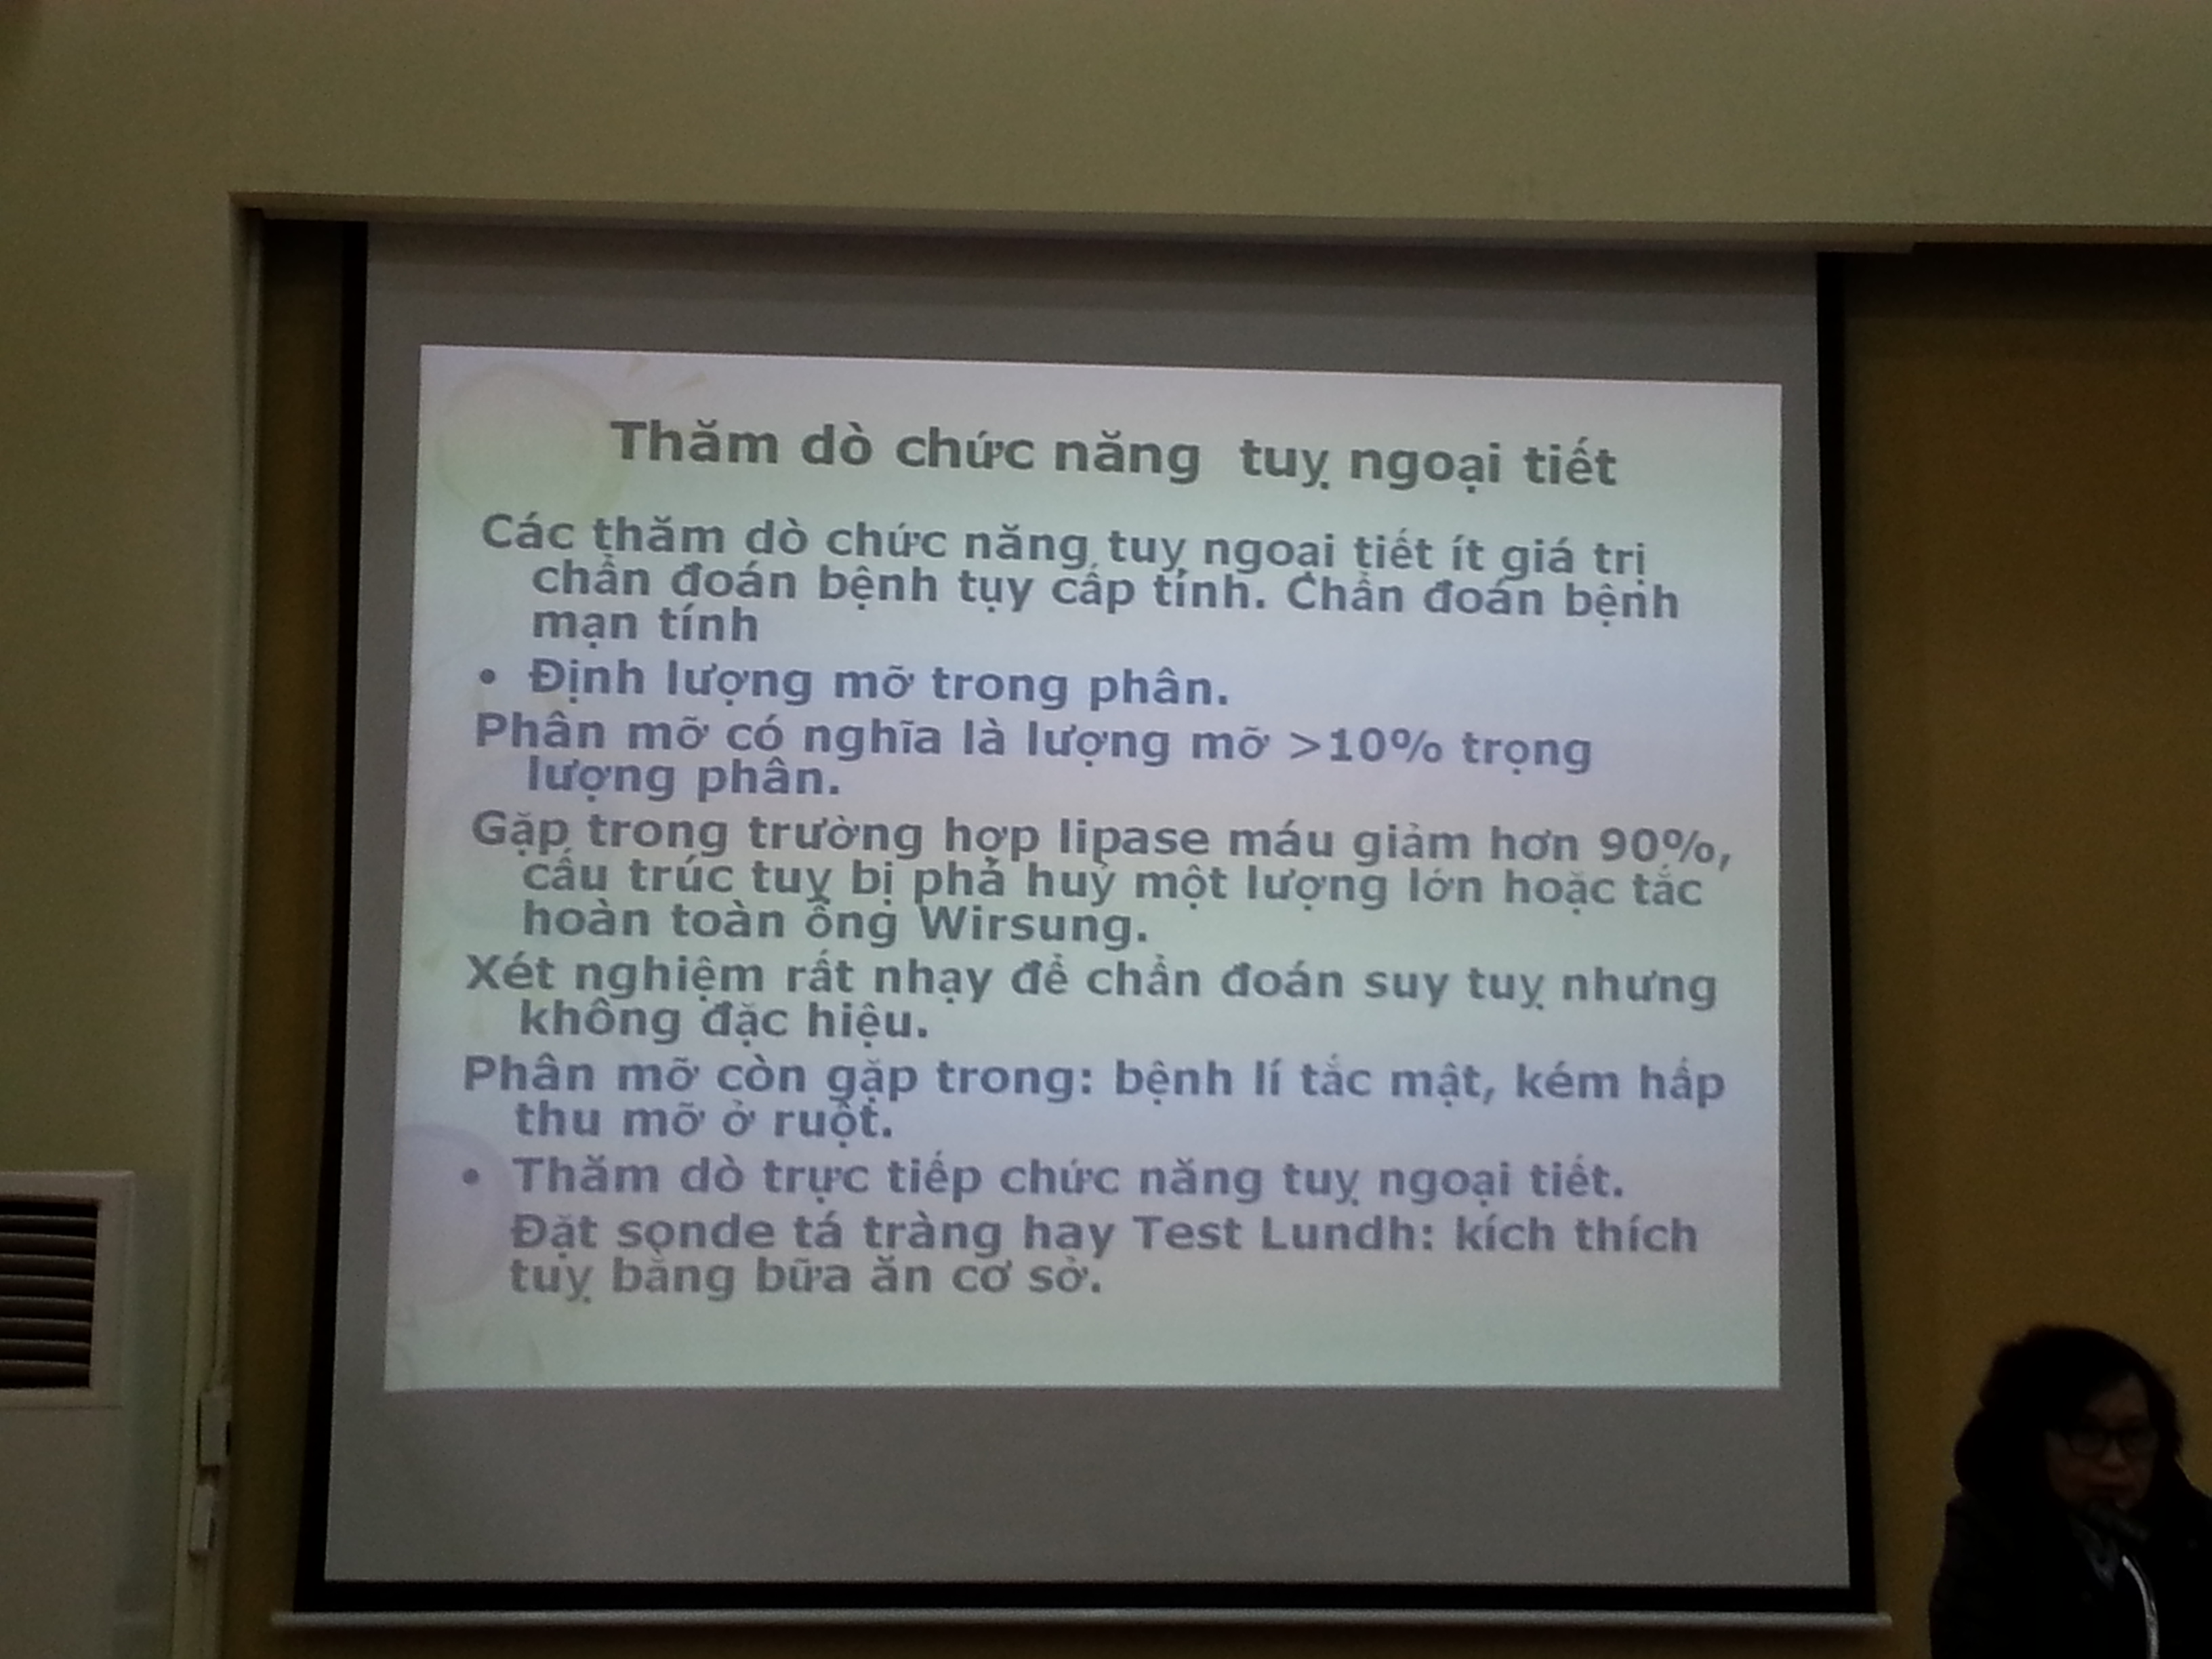 Thăm dò chức năng tuỵ ngoại tiết
Các thăm dò chức năng tuỵ ngoại tiết ít giá trị
chẩn đoán bệnh tụy cấp tính. Chẩn đoán bệnh
mạn tính
• Định lượng mỡ trong phân.
Phân mỡ có nghĩa là lượng mỡ >10% trọng
lượng phân.
Gặp trong trường hợp lipase máu giảm hơn 90%,
cấu trúc tuỵ bị phá huỷ một lượng lớn hoặc tắc
hoàn toàn ống Wirsung.
Xét nghiệm rất nhạy để chẩn đoán suy tuỵ nhưng
không đặc hiệu.
Phân mỡ còn gặp trong: bệnh lí tắc mật, kém hấp
thu mỡ ở ruột.
• Thăm dò trực tiếp chức năng tuỵ ngoại tiết.
Đặt sonde tá tràng hay Test Lundh: kích thích
tuỵ bằng bữa ăn cơ sở.